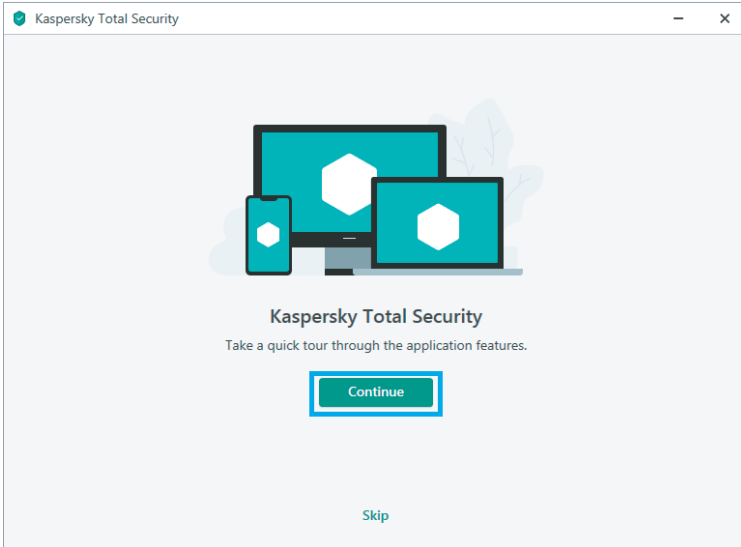 Kaspersky Total Security
Kaspersky Total Security
Take a quick tour through the application features.
Continue
Skip